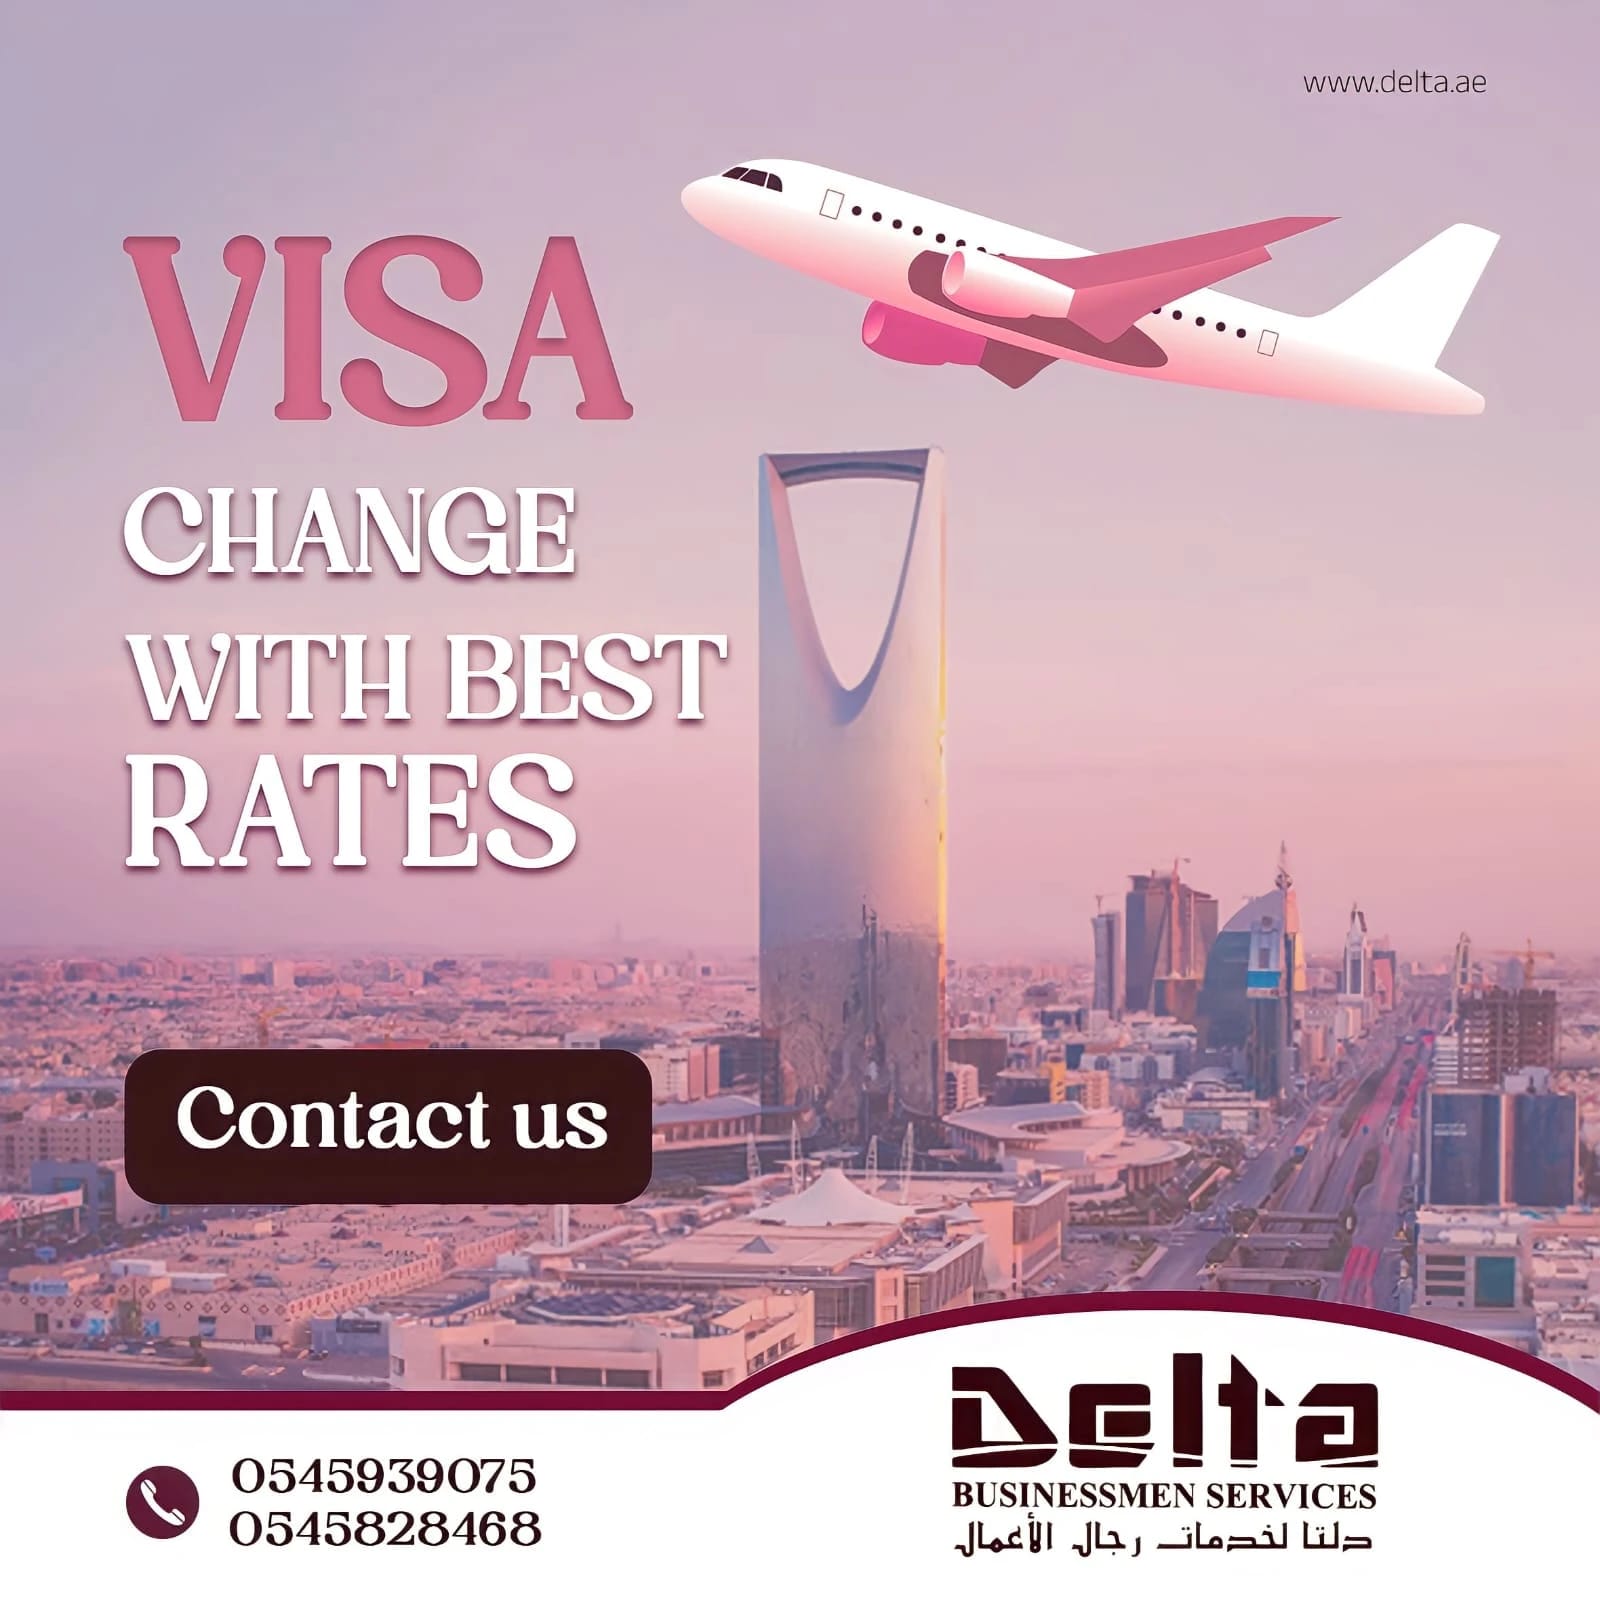 www.delta.ae
VISA
CHANGE
WITH BEST
RATES
Contact us
0545939075
0545828468
Delta
BUSINESSMEN SERVICES
دلتا لخدمات رجال الأعمال